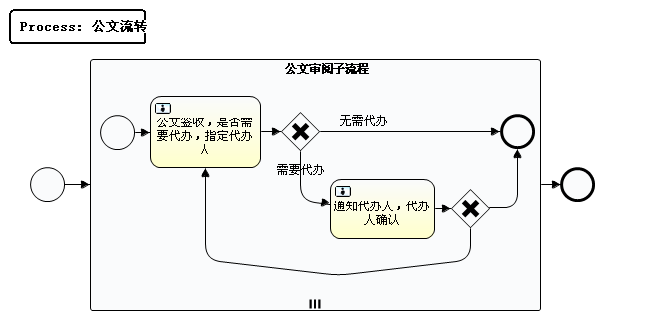 Process: 公文流转
公文审阅子流程
公文签收，是否需
要代办，指定代办
人
无需代办
需要代办
通知代办人，代办
人确认